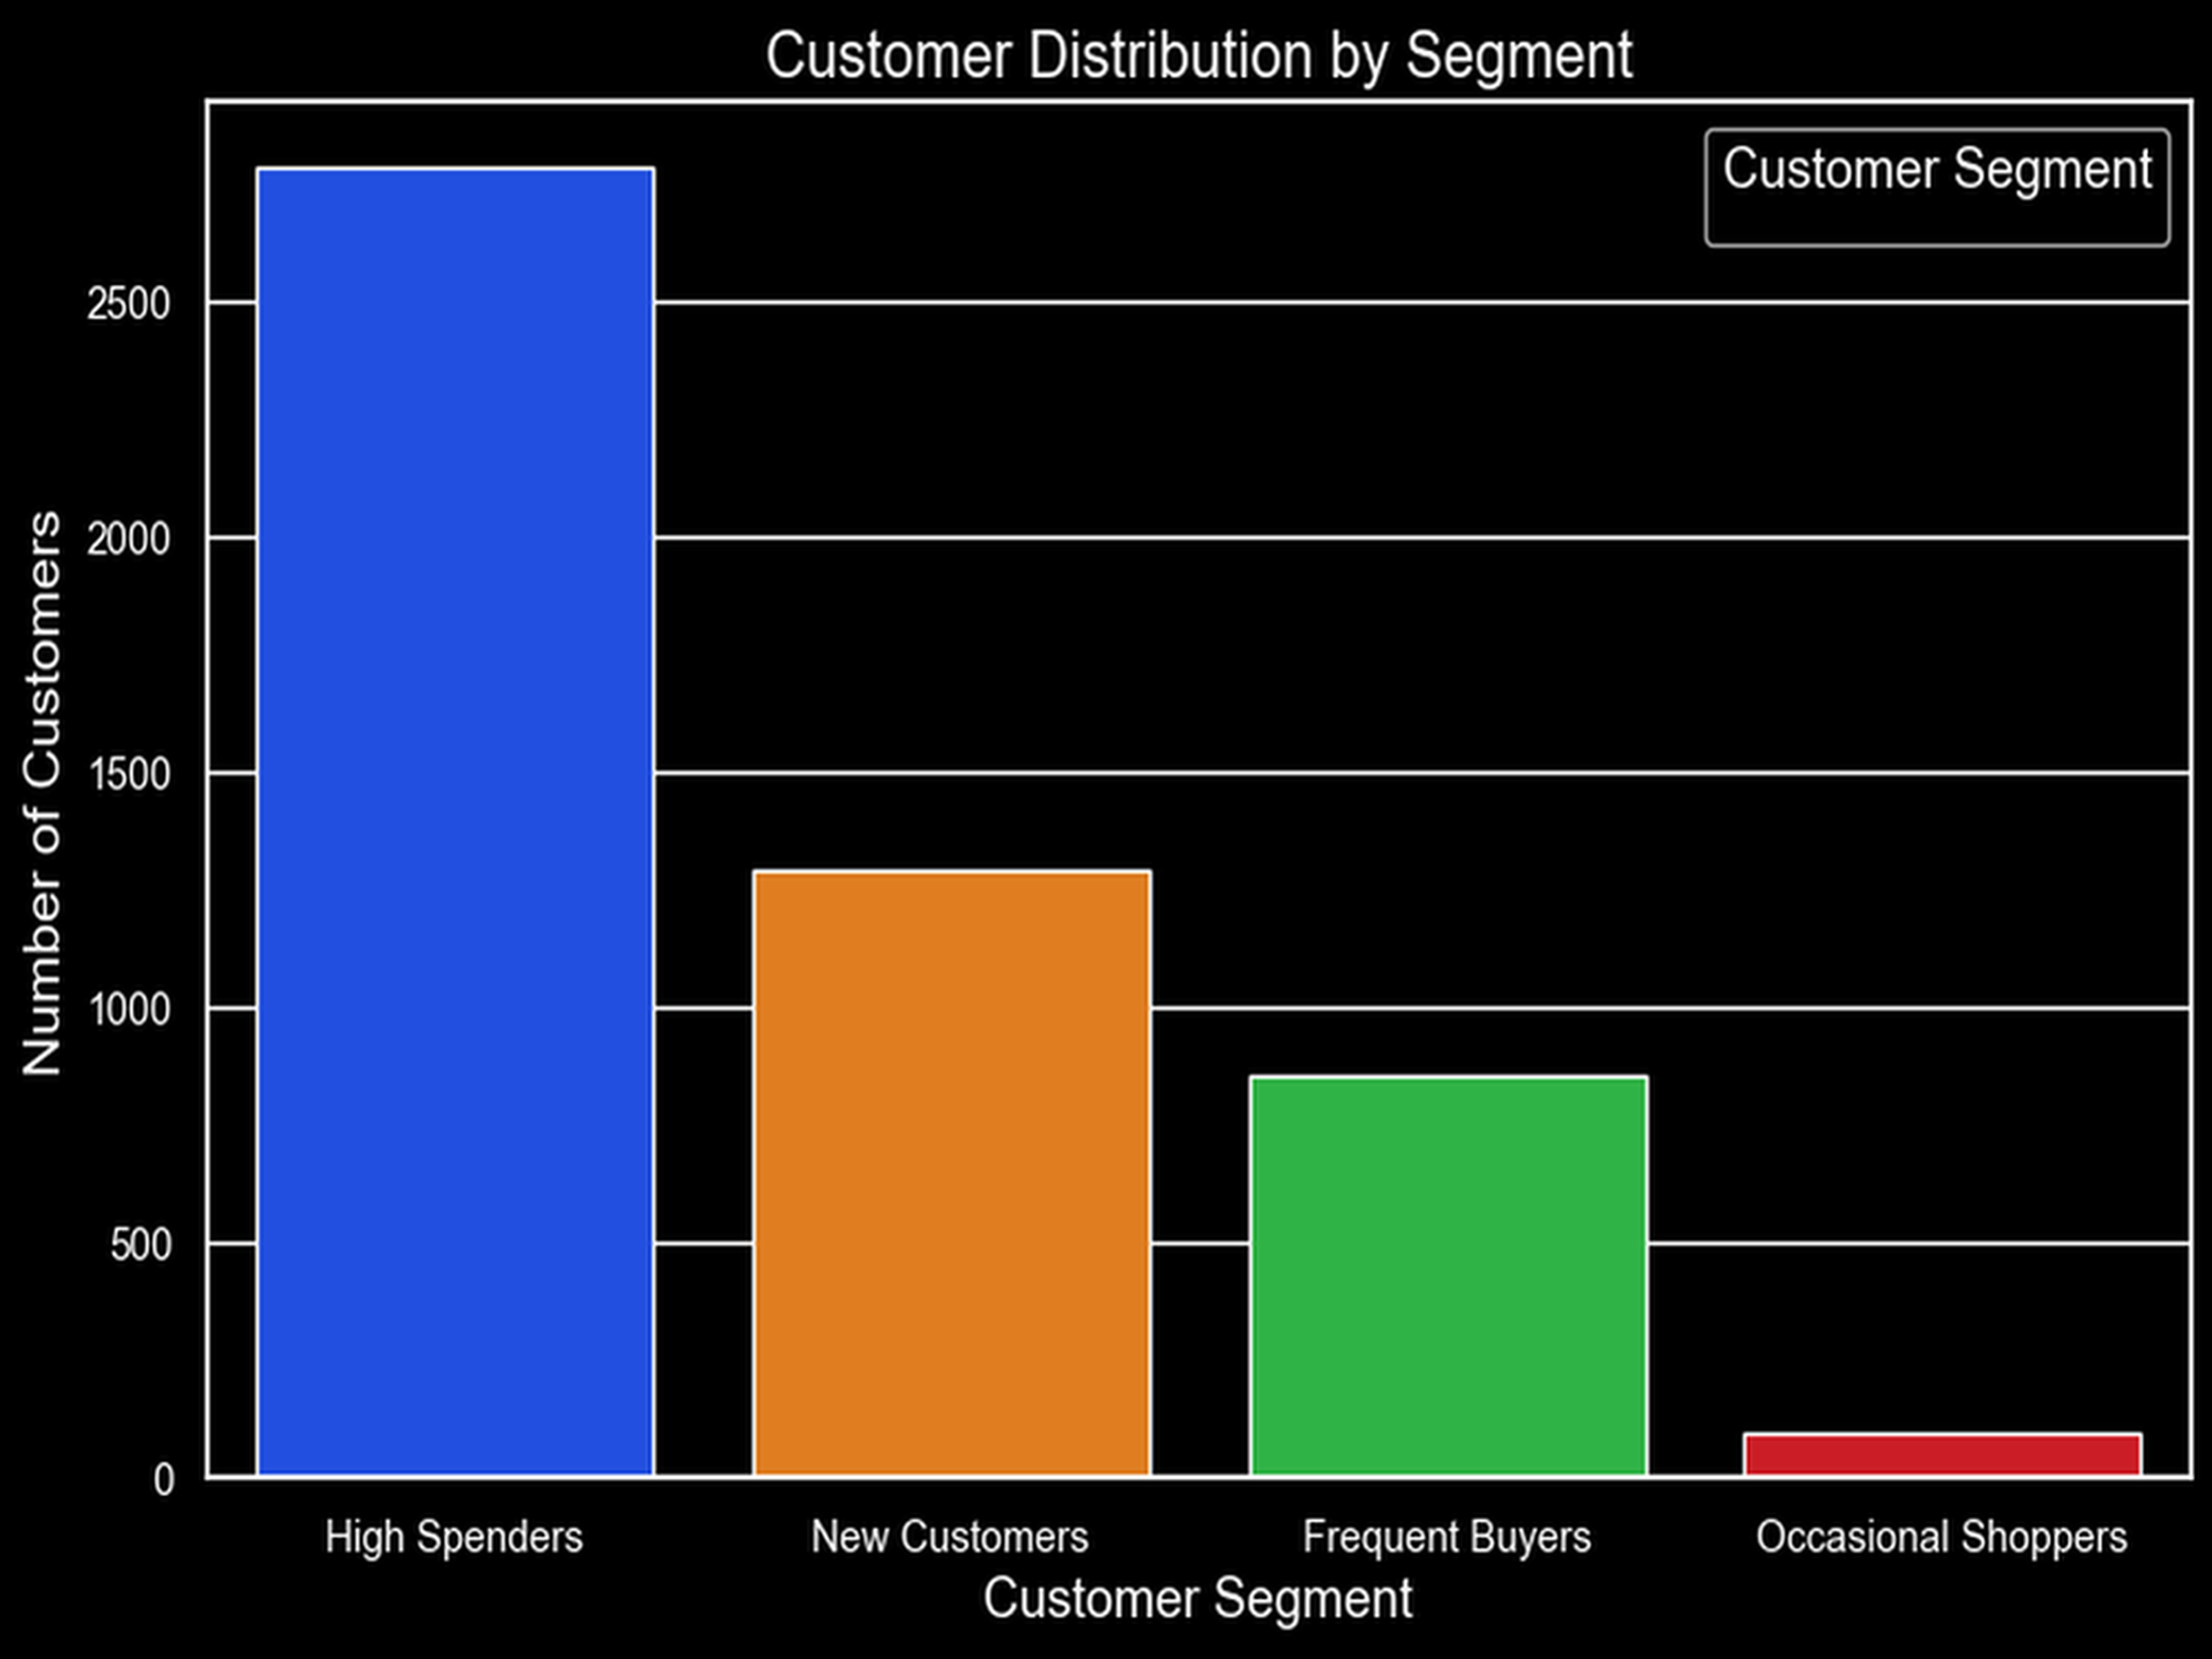 Customer Distribution by Segment
Customer Segment
2500
2000
1500
1000
500
0
Number of Customers
High Spenders
New Customers
Frequent Buyers
Occasional Shoppers
Customer Segment